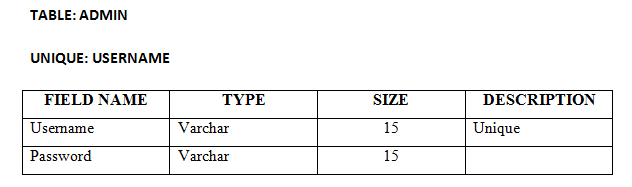 TABLE: ADMIN
UNIQUE: USERNAME
FIELD NAME TYPE SIZE DESCRIPTION
Username Varchar 15 Unique
Password Varchar 15